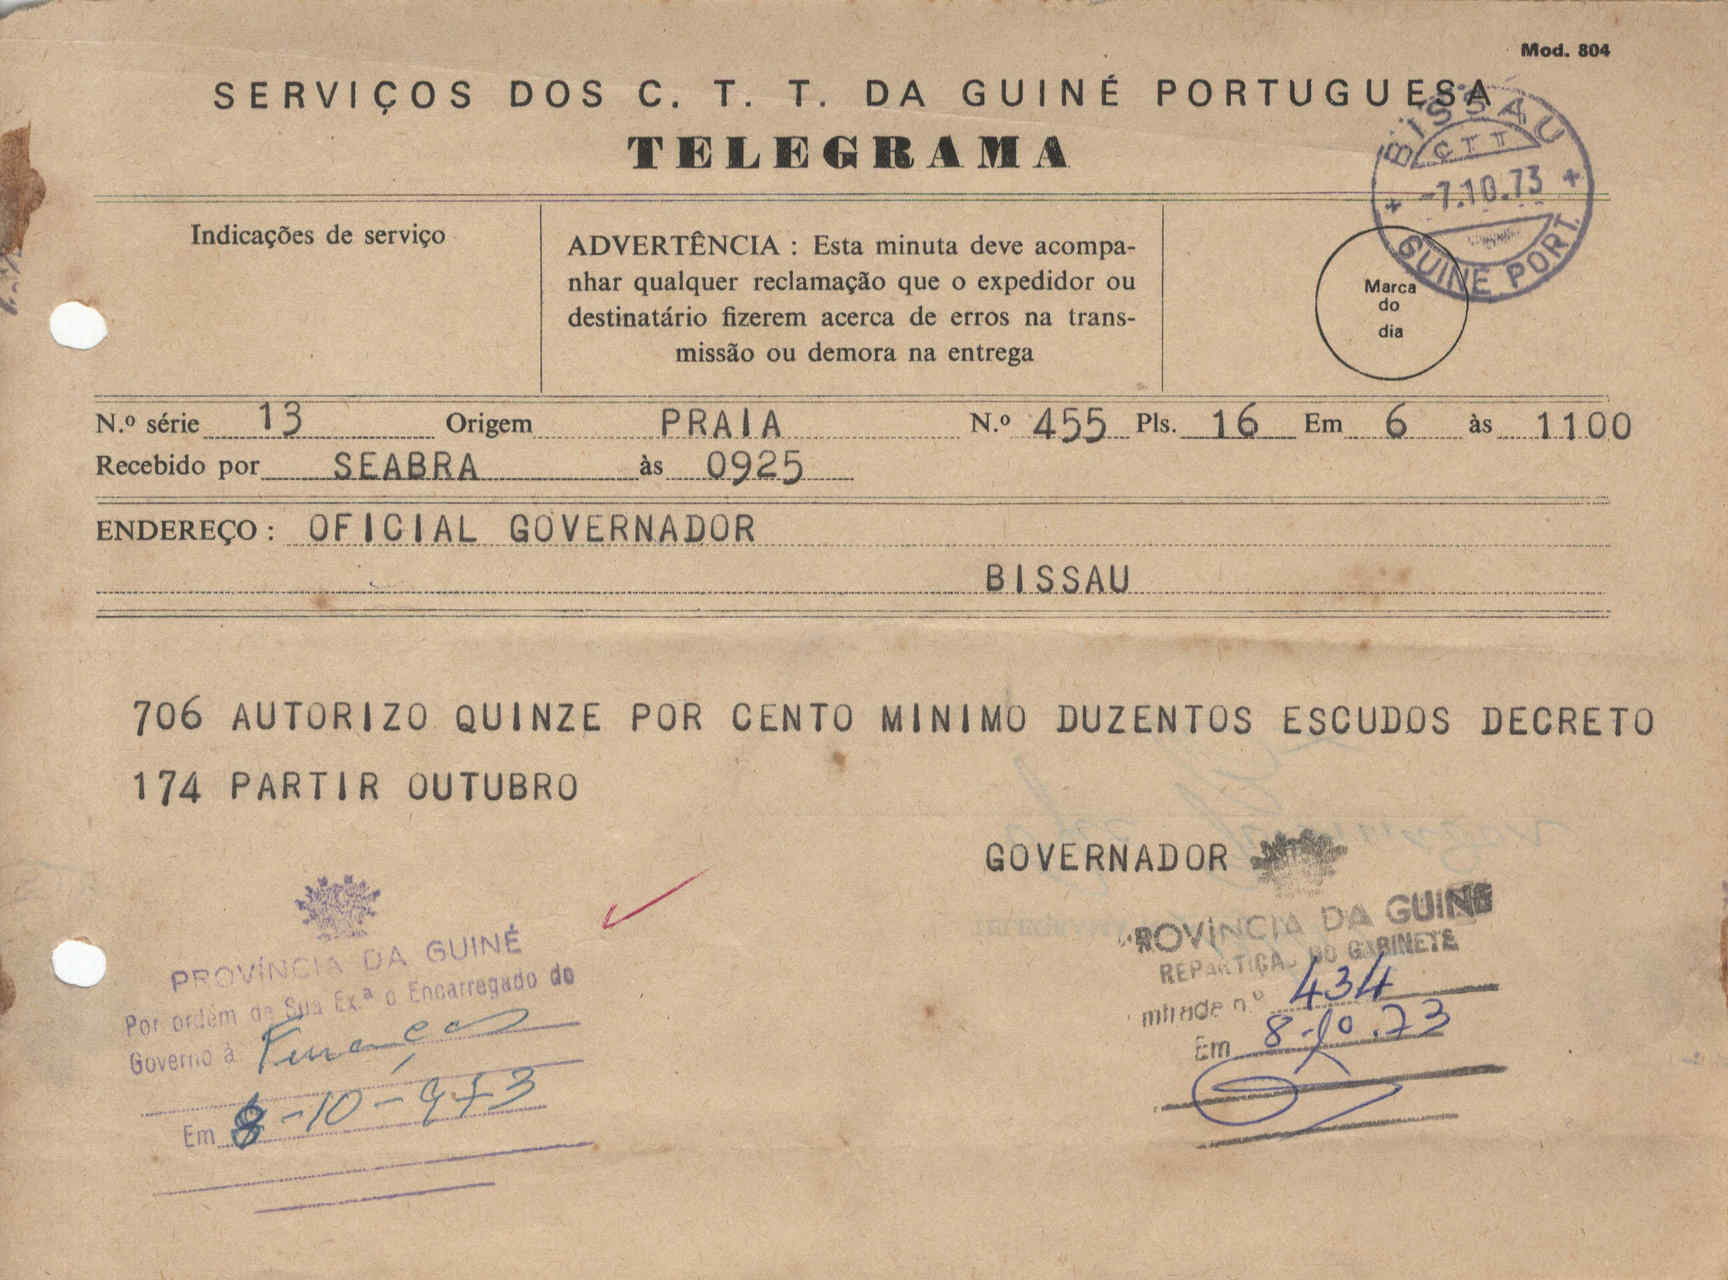 Mod. 804
SERVIÇOS DOS C. T. T. DA GUINÉ PORTUGUESA
TELEGRAMA
BISSAU
CTT
-7.10.73
GUINÉ PORT.
Indicações de serviço
ADVERTÊNCIA : Esta minuta deve acompa-
nhar qualquer reclamação que o expedidor ou
destinatário fizerem acerca de erros na trans-
missão ou demora na entrega
Marca
do
dia
N.º série 13 Origem PRAIA N.º 455 Pls. 16 Em 6 às 1100
Recebido por SEABRA às 0925
ENDEREÇO : OFICIAL GOVERNADOR
BISSAU
706 AUTORIZO QUINZE POR CENTO MINIMO DUZENTOS ESCUDOS DECRETO
174 PARTIR OUTUBRO
GOVERNADOR
PROVÍNCIA DA GUINÉ
Por ordem de Sua Ex.ª o Encarregado do
Governo à Finanças
Em 8-10-973
PROVÍNCIA DA GUINÉ
REPARTIÇÃO DO GABINETE
Entrada n.º 434
Em 8-10.73